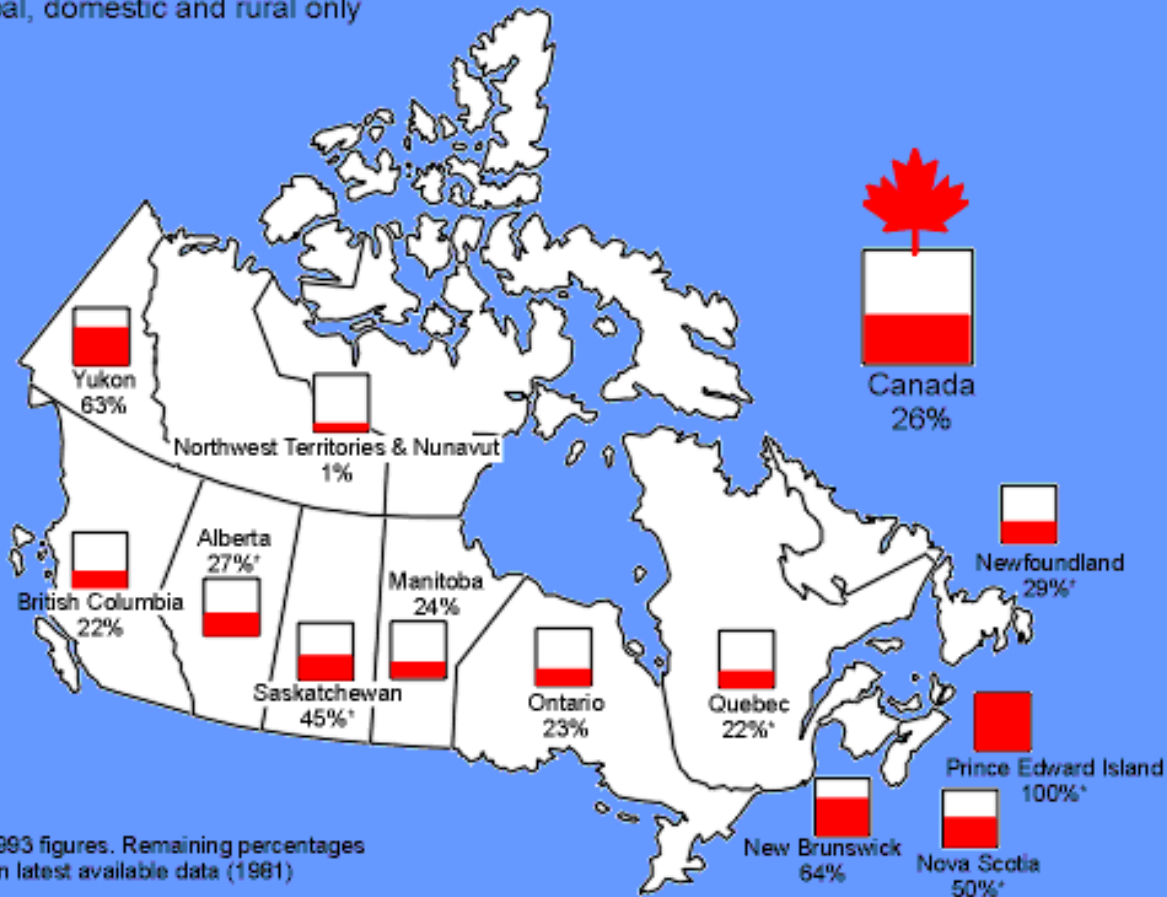 pal, domestic and rural only
Canada
26%
Yukon
63%
Northwest Territories & Nunavut
1%
Newfoundland
29%*
Alberta
27%*
Manitoba
24%
British Columbia
22%
Saskatchewan
45%*
Ontario
23%
Quebec
22%*
Prince Edward Island
100%*
New Brunswick
64%
Nova Scotia
50%*
993 figures. Remaining percentages
n latest available data (1981)